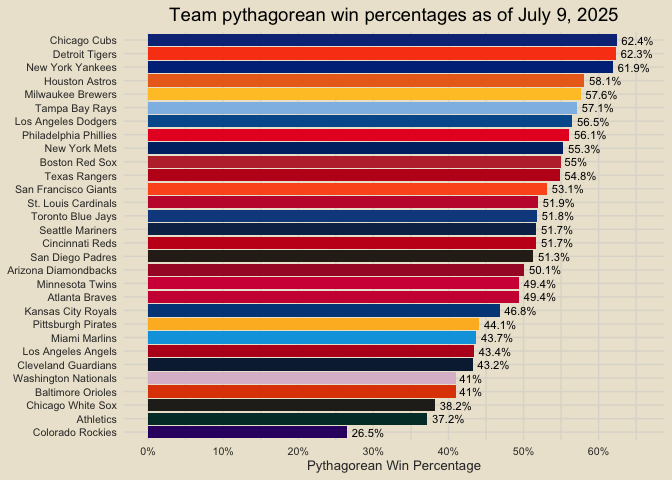 Team pythagorean win percentages as of July 9, 2025
Chicago Cubs 62.4%
Detroit Tigers 62.3%
New York Yankees 61.9%
Houston Astros 58.1%
Milwaukee Brewers 57.6%
Tampa Bay Rays 57.1%
Los Angeles Dodgers 56.5%
Philadelphia Phillies 56.1%
New York Mets 55.3%
Boston Red Sox 55%
Texas Rangers 54.8%
San Francisco Giants 53.1%
St. Louis Cardinals 51.9%
Toronto Blue Jays 51.8%
Seattle Mariners 51.7%
Cincinnati Reds 51.7%
San Diego Padres 51.3%
Arizona Diamondbacks 50.1%
Minnesota Twins 49.4%
Atlanta Braves 49.4%
Kansas City Royals 46.8%
Pittsburgh Pirates 44.1%
Miami Marlins 43.7%
Los Angeles Angels 43.4%
Cleveland Guardians 43.2%
Washington Nationals 41%
Baltimore Orioles 41%
Chicago White Sox 38.2%
Athletics 37.2%
Colorado Rockies 26.5%
0% 10% 20% 30% 40% 50% 60%
Pythagorean Win Percentage